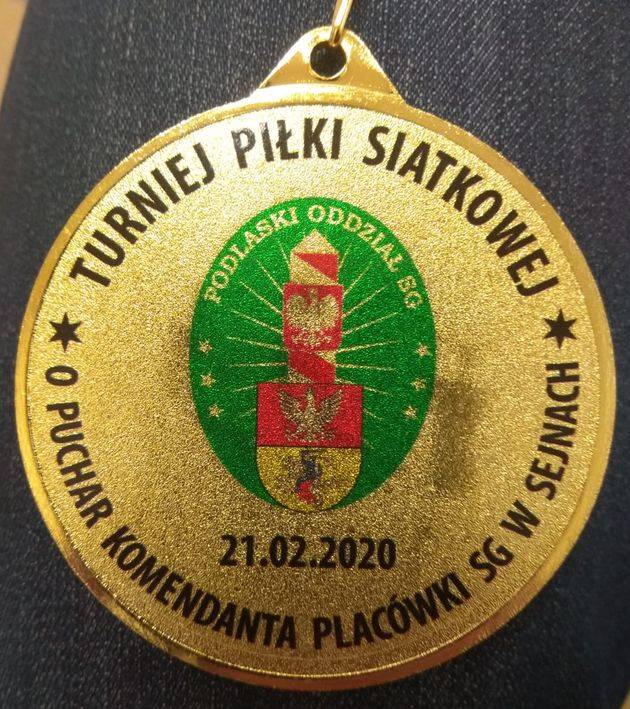 TURNIEJ PIŁKI SIATKOWEJ
PODLASKI ODDZIAŁ SG
21.02.2020
★ O PUCHAR KOMENDANTA PLACÓWKI SG W SEJNACH ★